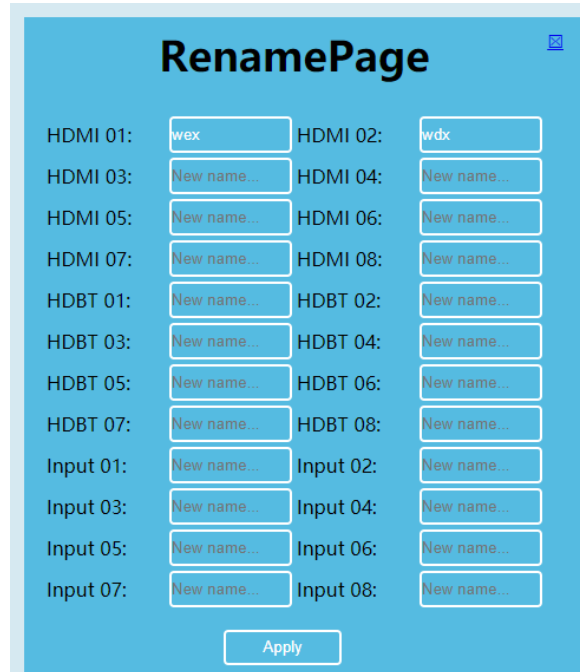 RenamePage
HDMI 01: wex HDMI 02: wdx
HDMI 03: New name... HDMI 04: New name...
HDMI 05: New name... HDMI 06: New name...
HDMI 07: New name... HDMI 08: New name...
HDBT 01: New name... HDBT 02: New name...
HDBT 03: New name... HDBT 04: New name...
HDBT 05: New name... HDBT 06: New name...
HDBT 07: New name... HDBT 08: New name...
Input 01: New name... Input 02: New name...
Input 03: New name... Input 04: New name...
Input 05: New name... Input 06: New name...
Input 07: New name... Input 08: New name...
Apply